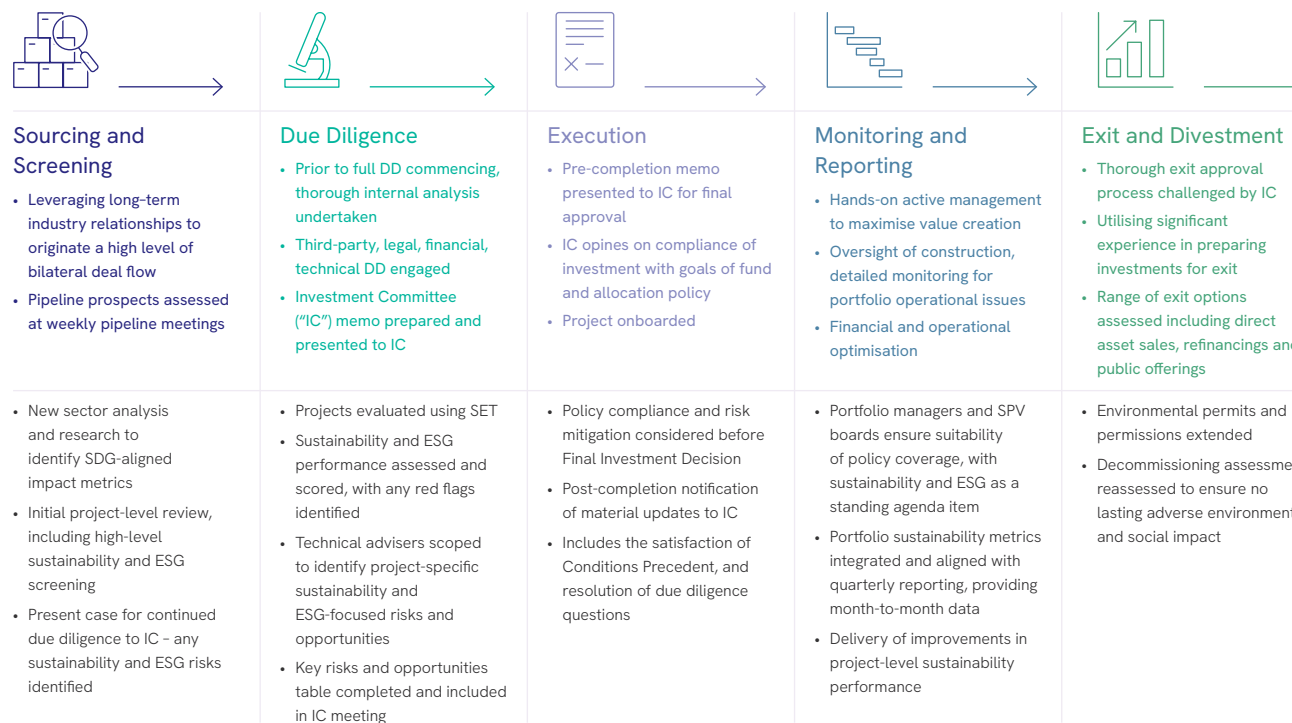 Sourcing and
Screening
• Leveraging long-term
industry relationships to
originate a high level of
bilateral deal flow
• Pipeline prospects assessed
at weekly pipeline meetings
Due Diligence
• Prior to full DD commencing,
thorough internal analysis
undertaken
• Third-party, legal, financial,
technical DD engaged
• Investment Committee
(“IC”) memo prepared and
presented to IC
Execution
• Pre-completion memo
presented to IC for final
approval
• IC opines on compliance of
investment with goals of fund
and allocation policy
• Project onboarded
Monitoring and
Reporting
• Hands-on active management
to maximise value creation
• Oversight of construction,
detailed monitoring for
portfolio operational issues
• Financial and operational
optimisation
Exit and Divestment
• Thorough exit approval
process challenged by IC
• Utilising significant
experience in preparing
investments for exit
• Range of exit options
assessed including direct
asset sales, refinancings and
public offerings
• New sector analysis
and research to
identify SDG-aligned
impact metrics
• Initial project-level review,
including high-level
sustainability and ESG
screening
• Present case for continued
due diligence to IC – any
sustainability and ESG risks
identified
• Projects evaluated using SET
• Sustainability and ESG
performance assessed and
scored, with any red flags
identified
• Technical advisers scoped
to identify project-specific
sustainability and
ESG-focused risks and
opportunities
• Key risks and opportunities
table completed and included
in IC meeting
• Policy compliance and risk
mitigation considered before
Final Investment Decision
• Post-completion notification
of material updates to IC
• Includes the satisfaction of
Conditions Precedent, and
resolution of due diligence
questions
• Portfolio managers and SPV
boards ensure suitability
of policy coverage, with
sustainability and ESG as a
standing agenda item
• Portfolio sustainability metrics
integrated and aligned with
quarterly reporting, providing
month-to-month data
• Delivery of improvements in
project-level sustainability
performance
• Environmental permits and
permissions extended
• Decommissioning assessme
reassessed to ensure no
lasting adverse environment
and social impact